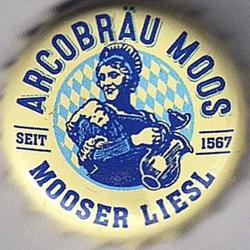 ARCOBRÄU MOOS
SEIT 1567
MOOSER LIESL